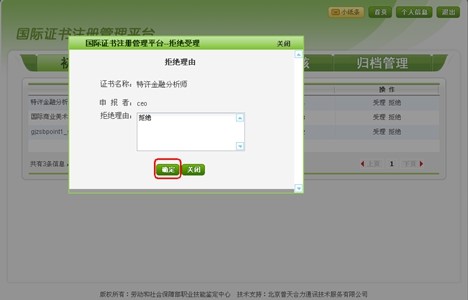 小纸条 首页 个人信息 退出
国际证书注册管理平台
归档管理
国际证书注册管理平台--拒绝受理 关闭
拒绝理由
操 作
证书名称: 特许金融分析师
特许金融分析
受理 拒绝
申 报 者: ceo
国际商业美术
受理 拒绝
拒绝理由: 拒绝
受理 拒绝
共有3条信息
上页 1 下页
确定 关闭
版权所有：劳动和社会保障部职业技能鉴定中心 技术支持：北京普天合力通讯技术服务有限公司